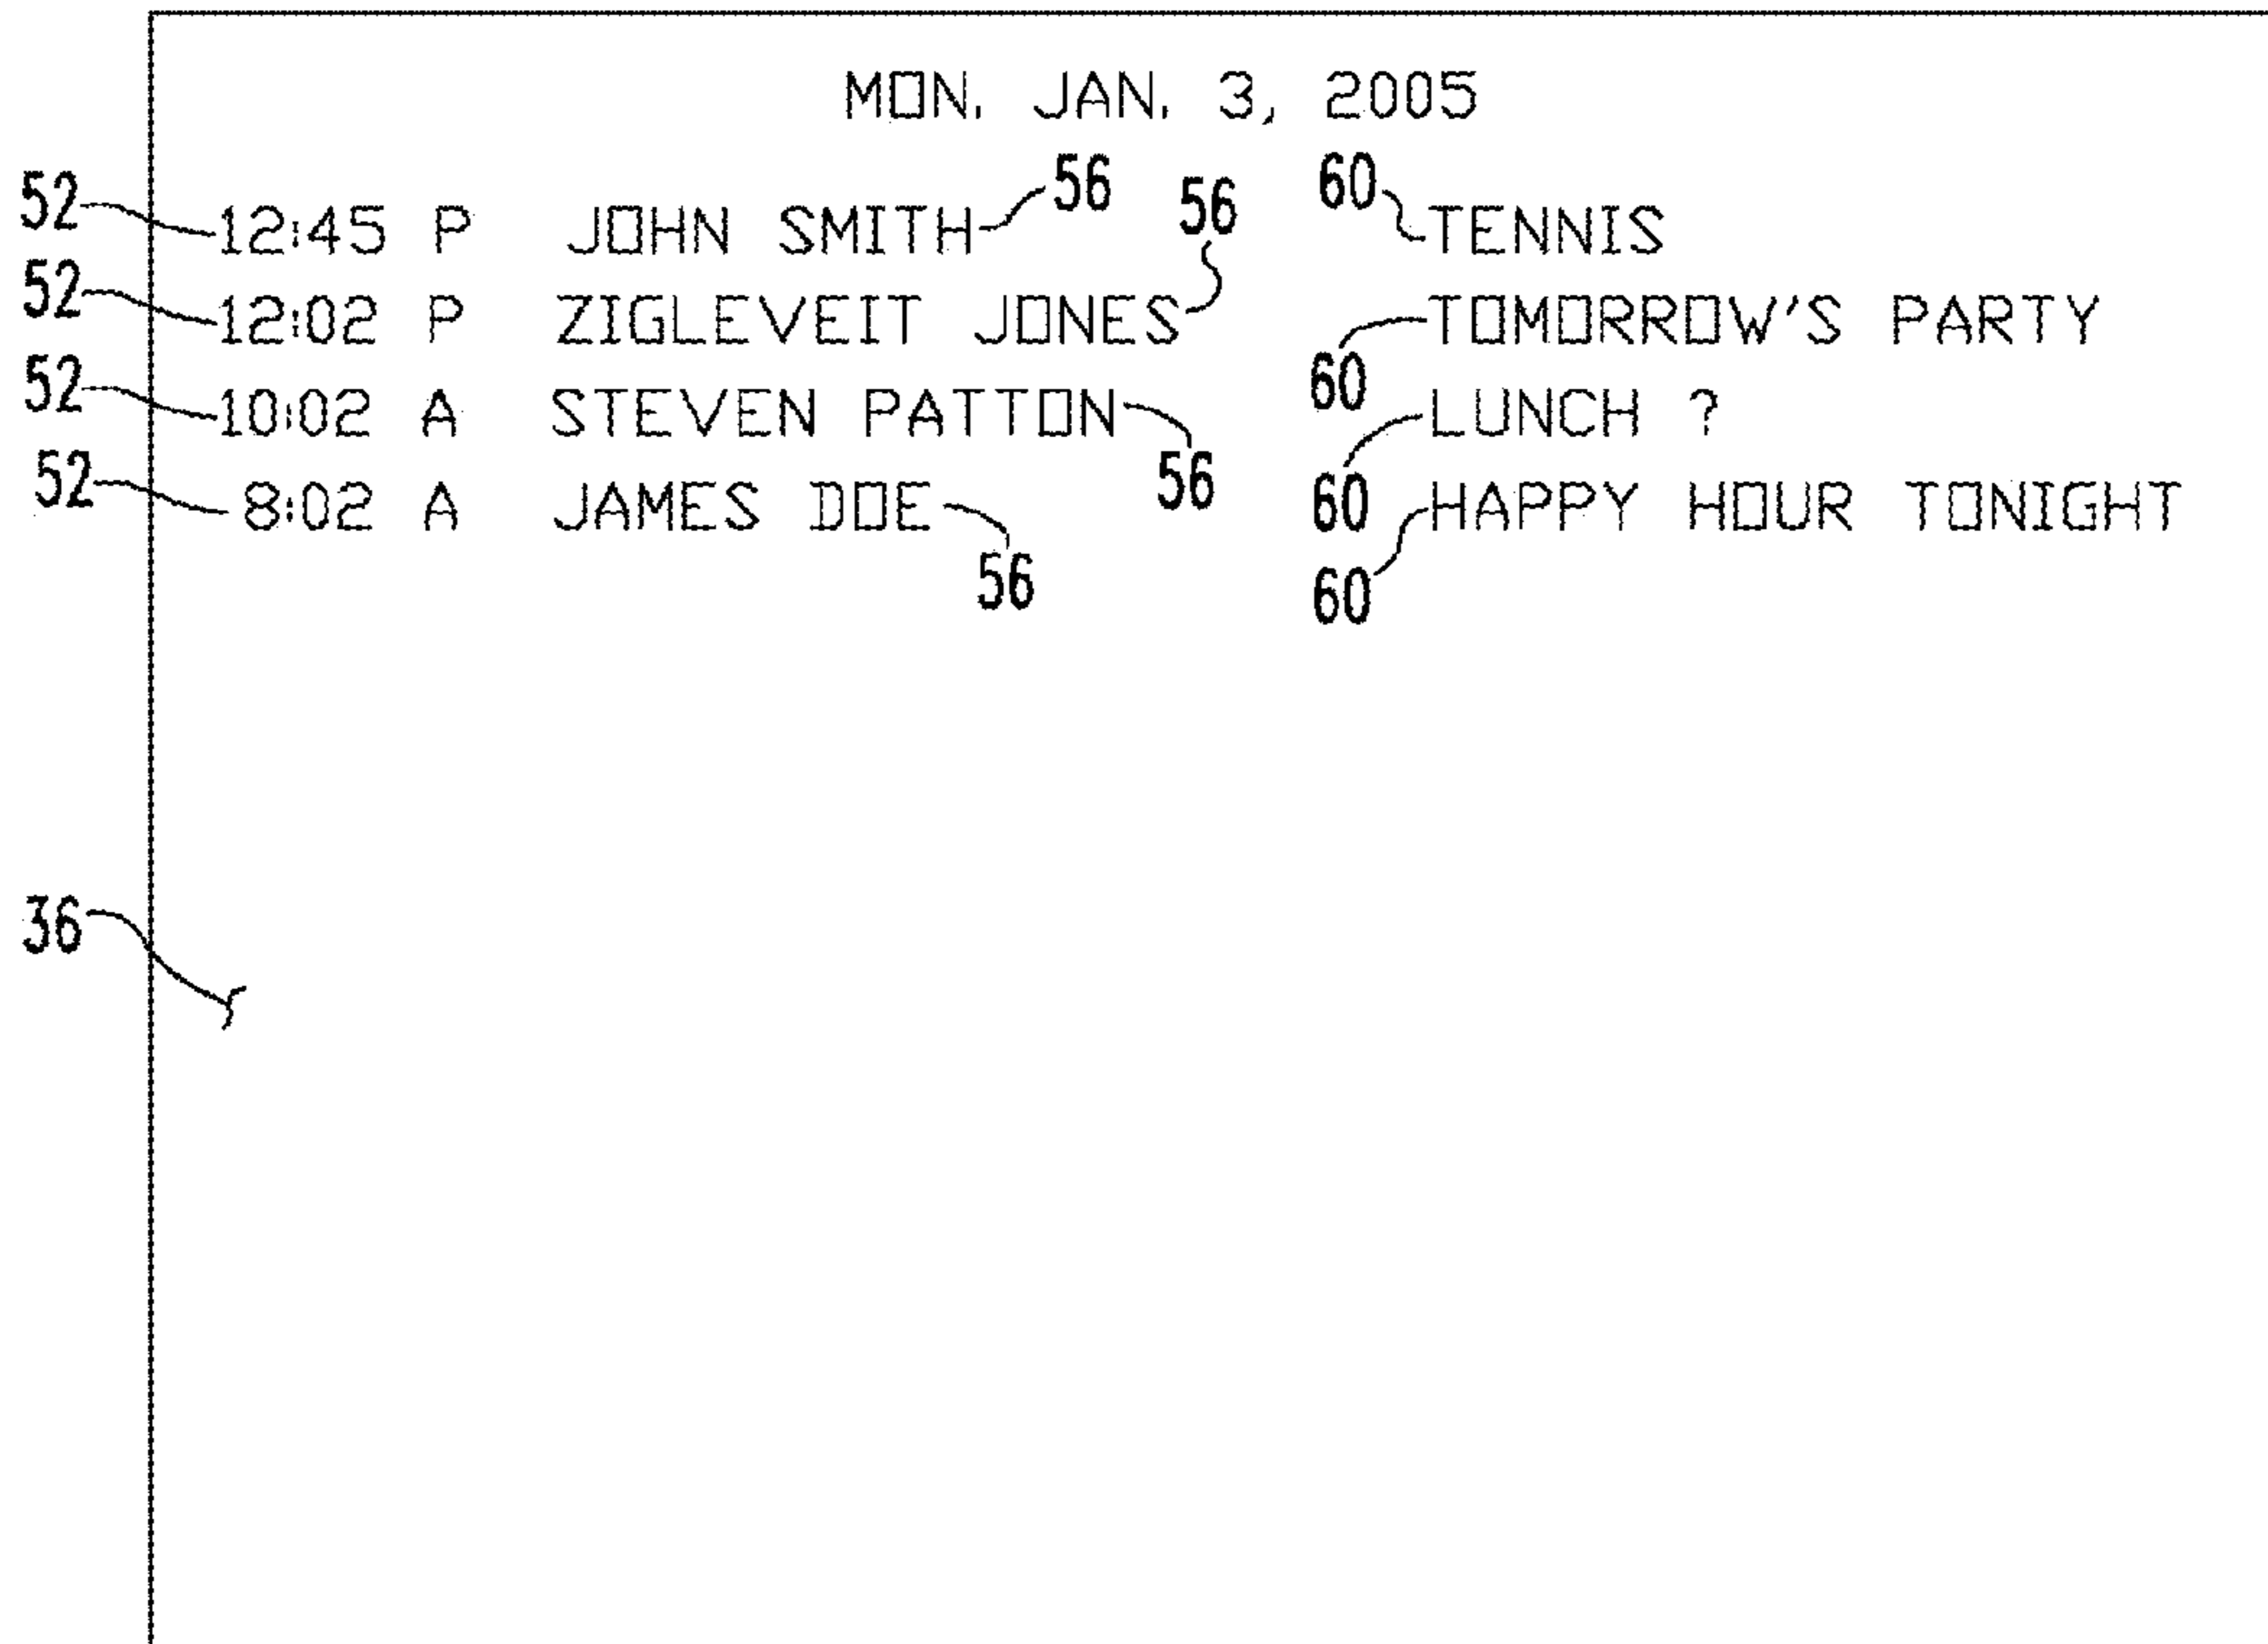 MON. JAN. 3, 2005
56 60
52 12:45 P JOHN SMITH 56 TENNIS
52 12:02 P ZIGLEVEIT JONES TOMORROW'S PARTY
52 10:02 A STEVEN PATTON 60 LUNCH ?
52 8:02 A JAMES DOE 56 60 HAPPY HOUR TONIGHT
56 60
36